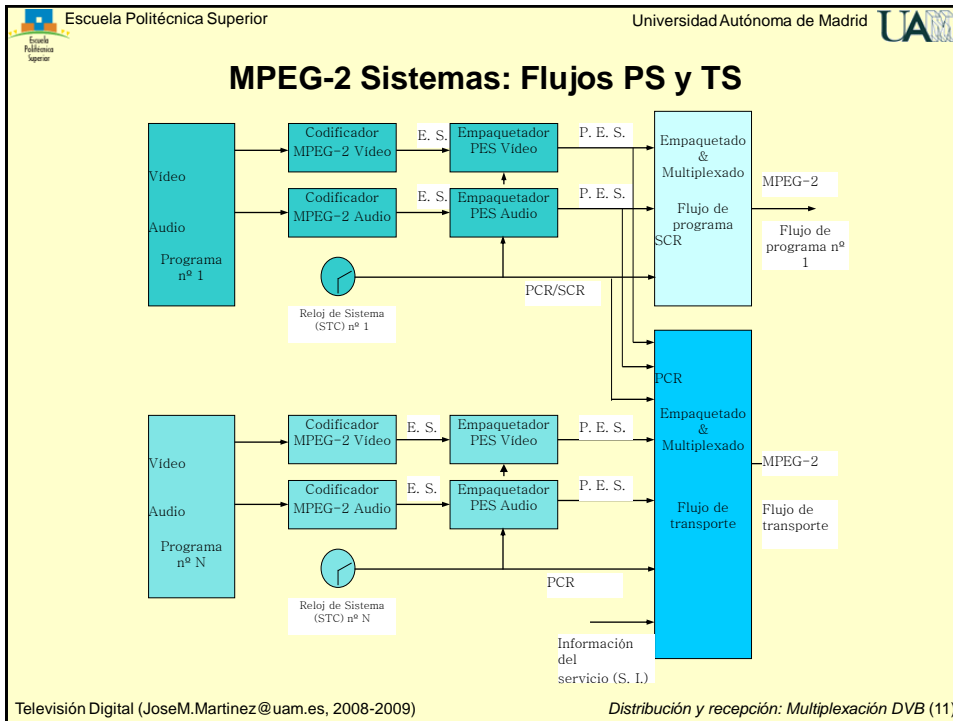 Escuela Politécnica Superior
Universidad Autónoma de Madrid
Escuela
Politécnica
Superior
UAM
MPEG-2 Sistemas: Flujos PS y TS
Vídeo
Audio
Programa
nº 1
Codificador
MPEG-2 Vídeo
E. S.
Empaquetador
PES Vídeo
P. E. S.
Codificador
MPEG-2 Audio
E. S.
Empaquetador
PES Audio
P. E. S.
Reloj de Sistema
(STC) nº 1
PCR/SCR
Empaquetado
&
Multiplexado
Flujo de
programa
SCR
MPEG-2
Flujo de
programa nº
1
Vídeo
Audio
Programa
nº N
Codificador
MPEG-2 Vídeo
E. S.
Empaquetador
PES Vídeo
P. E. S.
Codificador
MPEG-2 Audio
E. S.
Empaquetador
PES Audio
P. E. S.
Reloj de Sistema
(STC) nº N
PCR
Información
del
servicio (S. I.)
PCR
Empaquetado
&
Multiplexado
Flujo de
transporte
MPEG-2
Flujo de
transporte
Televisión Digital (JoseM.Martinez@uam.es, 2008-2009)
Distribución y recepción: Multiplexación DVB (11)